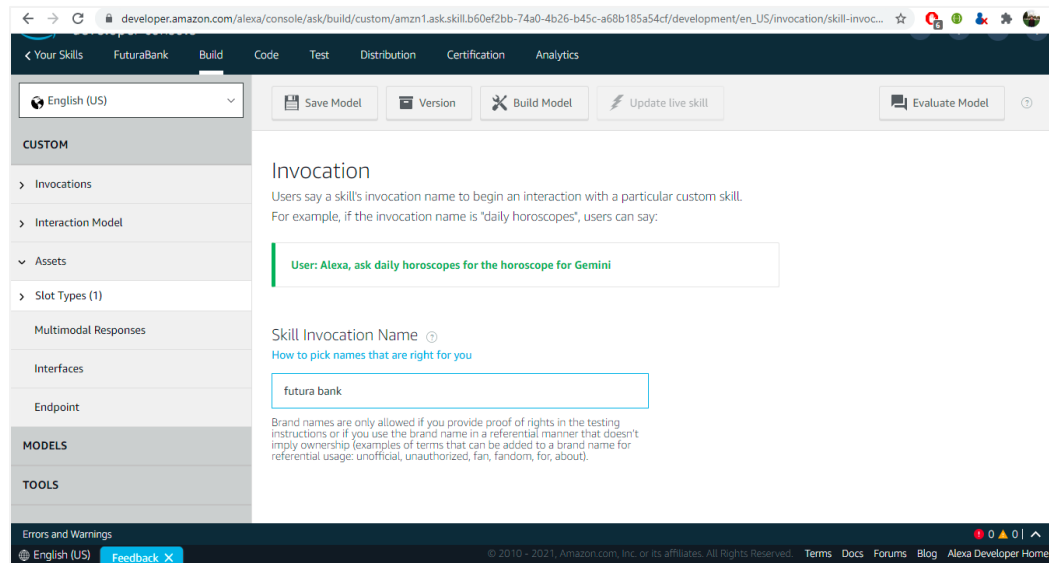 developer.amazon.com/alexa/console/ask/build/custom/amzn1.ask.skill.b60ef2bb-74a0-4b26-b45c-a68b185a54cf/development/en_US/invocation/skill-invoc...
6
Your Skills FuturaBank Build Code Test Distribution Certification Analytics
English (US) Save Model Version Build Model Update live skill Evaluate Model ?
CUSTOM
Invocations
Interaction Model
Assets
Slot Types (1)
Multimodal Responses
Interfaces
Endpoint
MODELS
TOOLS
Invocation
Users say a skill's invocation name to begin an interaction with a particular custom skill.
For example, if the invocation name is "daily horoscopes", users can say:
User: Alexa, ask daily horoscopes for the horoscope for Gemini
Skill Invocation Name ?
How to pick names that are right for you
futura bank
Brand names are only allowed if you provide proof of rights in the testing
instructions or if you use the brand name in a referential manner that doesn't
imply ownership (examples of terms that can be added to a brand name for
referential usage: unofficial, unauthorized, fan, fandom, for, about).
Errors and Warnings 0 0
English (US) Feedback © 2010 - 2021, Amazon.com, Inc. or its affiliates. All Rights Reserved. Terms Docs Forums Blog Alexa Developer Home